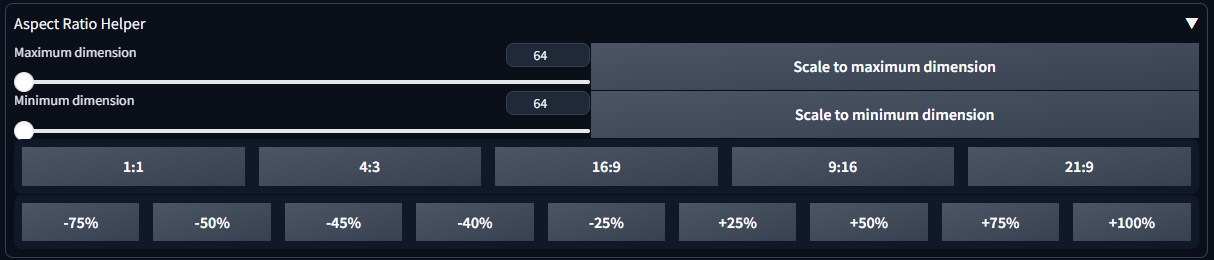 Aspect Ratio Helper ▼
Maximum dimension 64 Scale to maximum dimension
Minimum dimension 64 Scale to minimum dimension
1:1 4:3 16:9 9:16 21:9
-75% -50% -45% -40% -25% +25% +50% +75% +100%